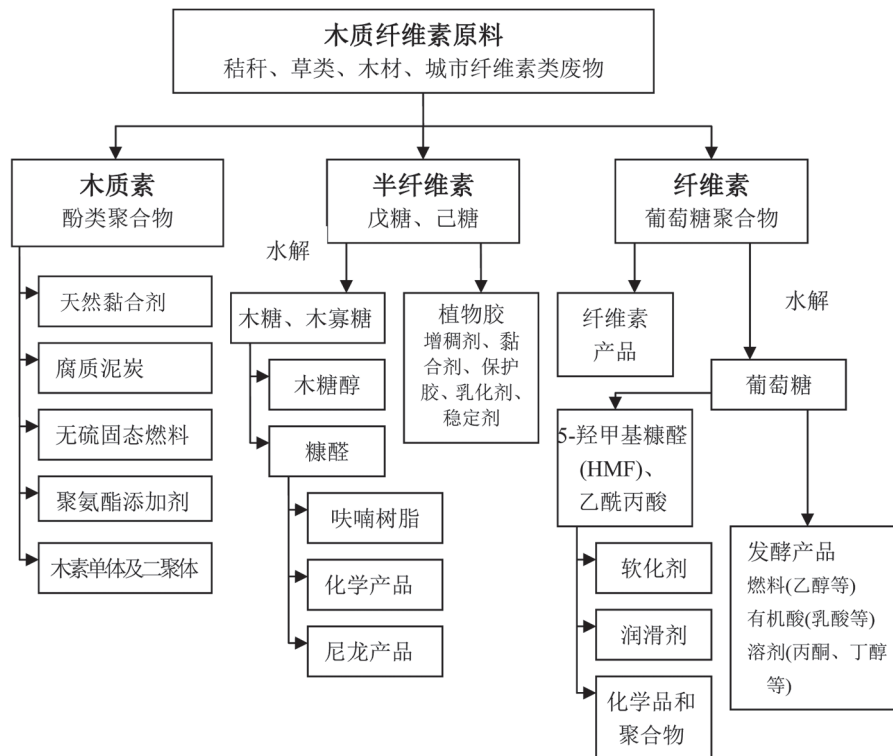 木质纤维素原料
秸秆、草类、木材、城市纤维素类废物
木质素
酚类聚合物
天然黏合剂
腐质泥炭
无硫固态燃料
聚氨酯添加剂
木素单体及二聚体
半纤维素
戊糖、己糖
水解
木糖、木寡糖
木糖醇
糠醛
呋喃树脂
化学产品
尼龙产品
植物胶
增稠剂、黏
合剂、保护
胶、乳化剂、
稳定剂
纤维素
葡萄糖聚合物
纤维素
产品
水解
葡萄糖
5-羟甲基糠醛
(HMF)、
乙酰丙酸
软化剂
润滑剂
化学品和
聚合物
发酵产品
燃料(乙醇等)
有机酸(乳酸等)
溶剂(丙酮、丁醇
等)